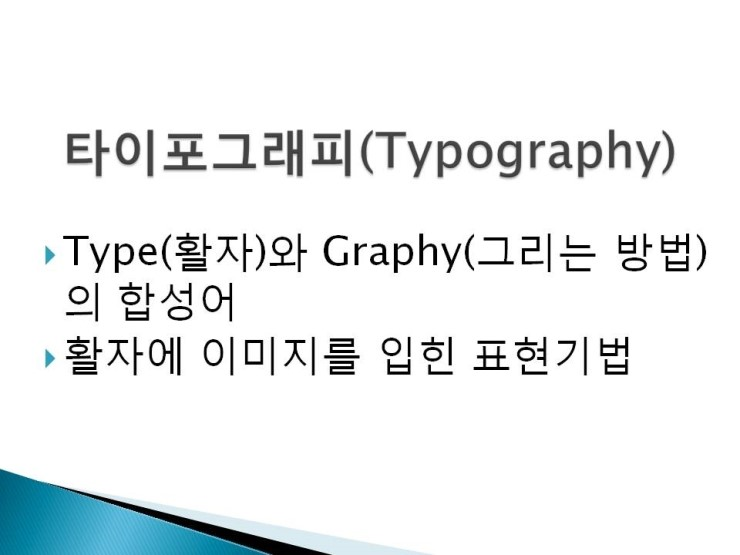 타이포그래피(Typography)
Type(활자)와 Graphy(그리는 방법)
의 합성어
활자에 이미지를 입힌 표현기법